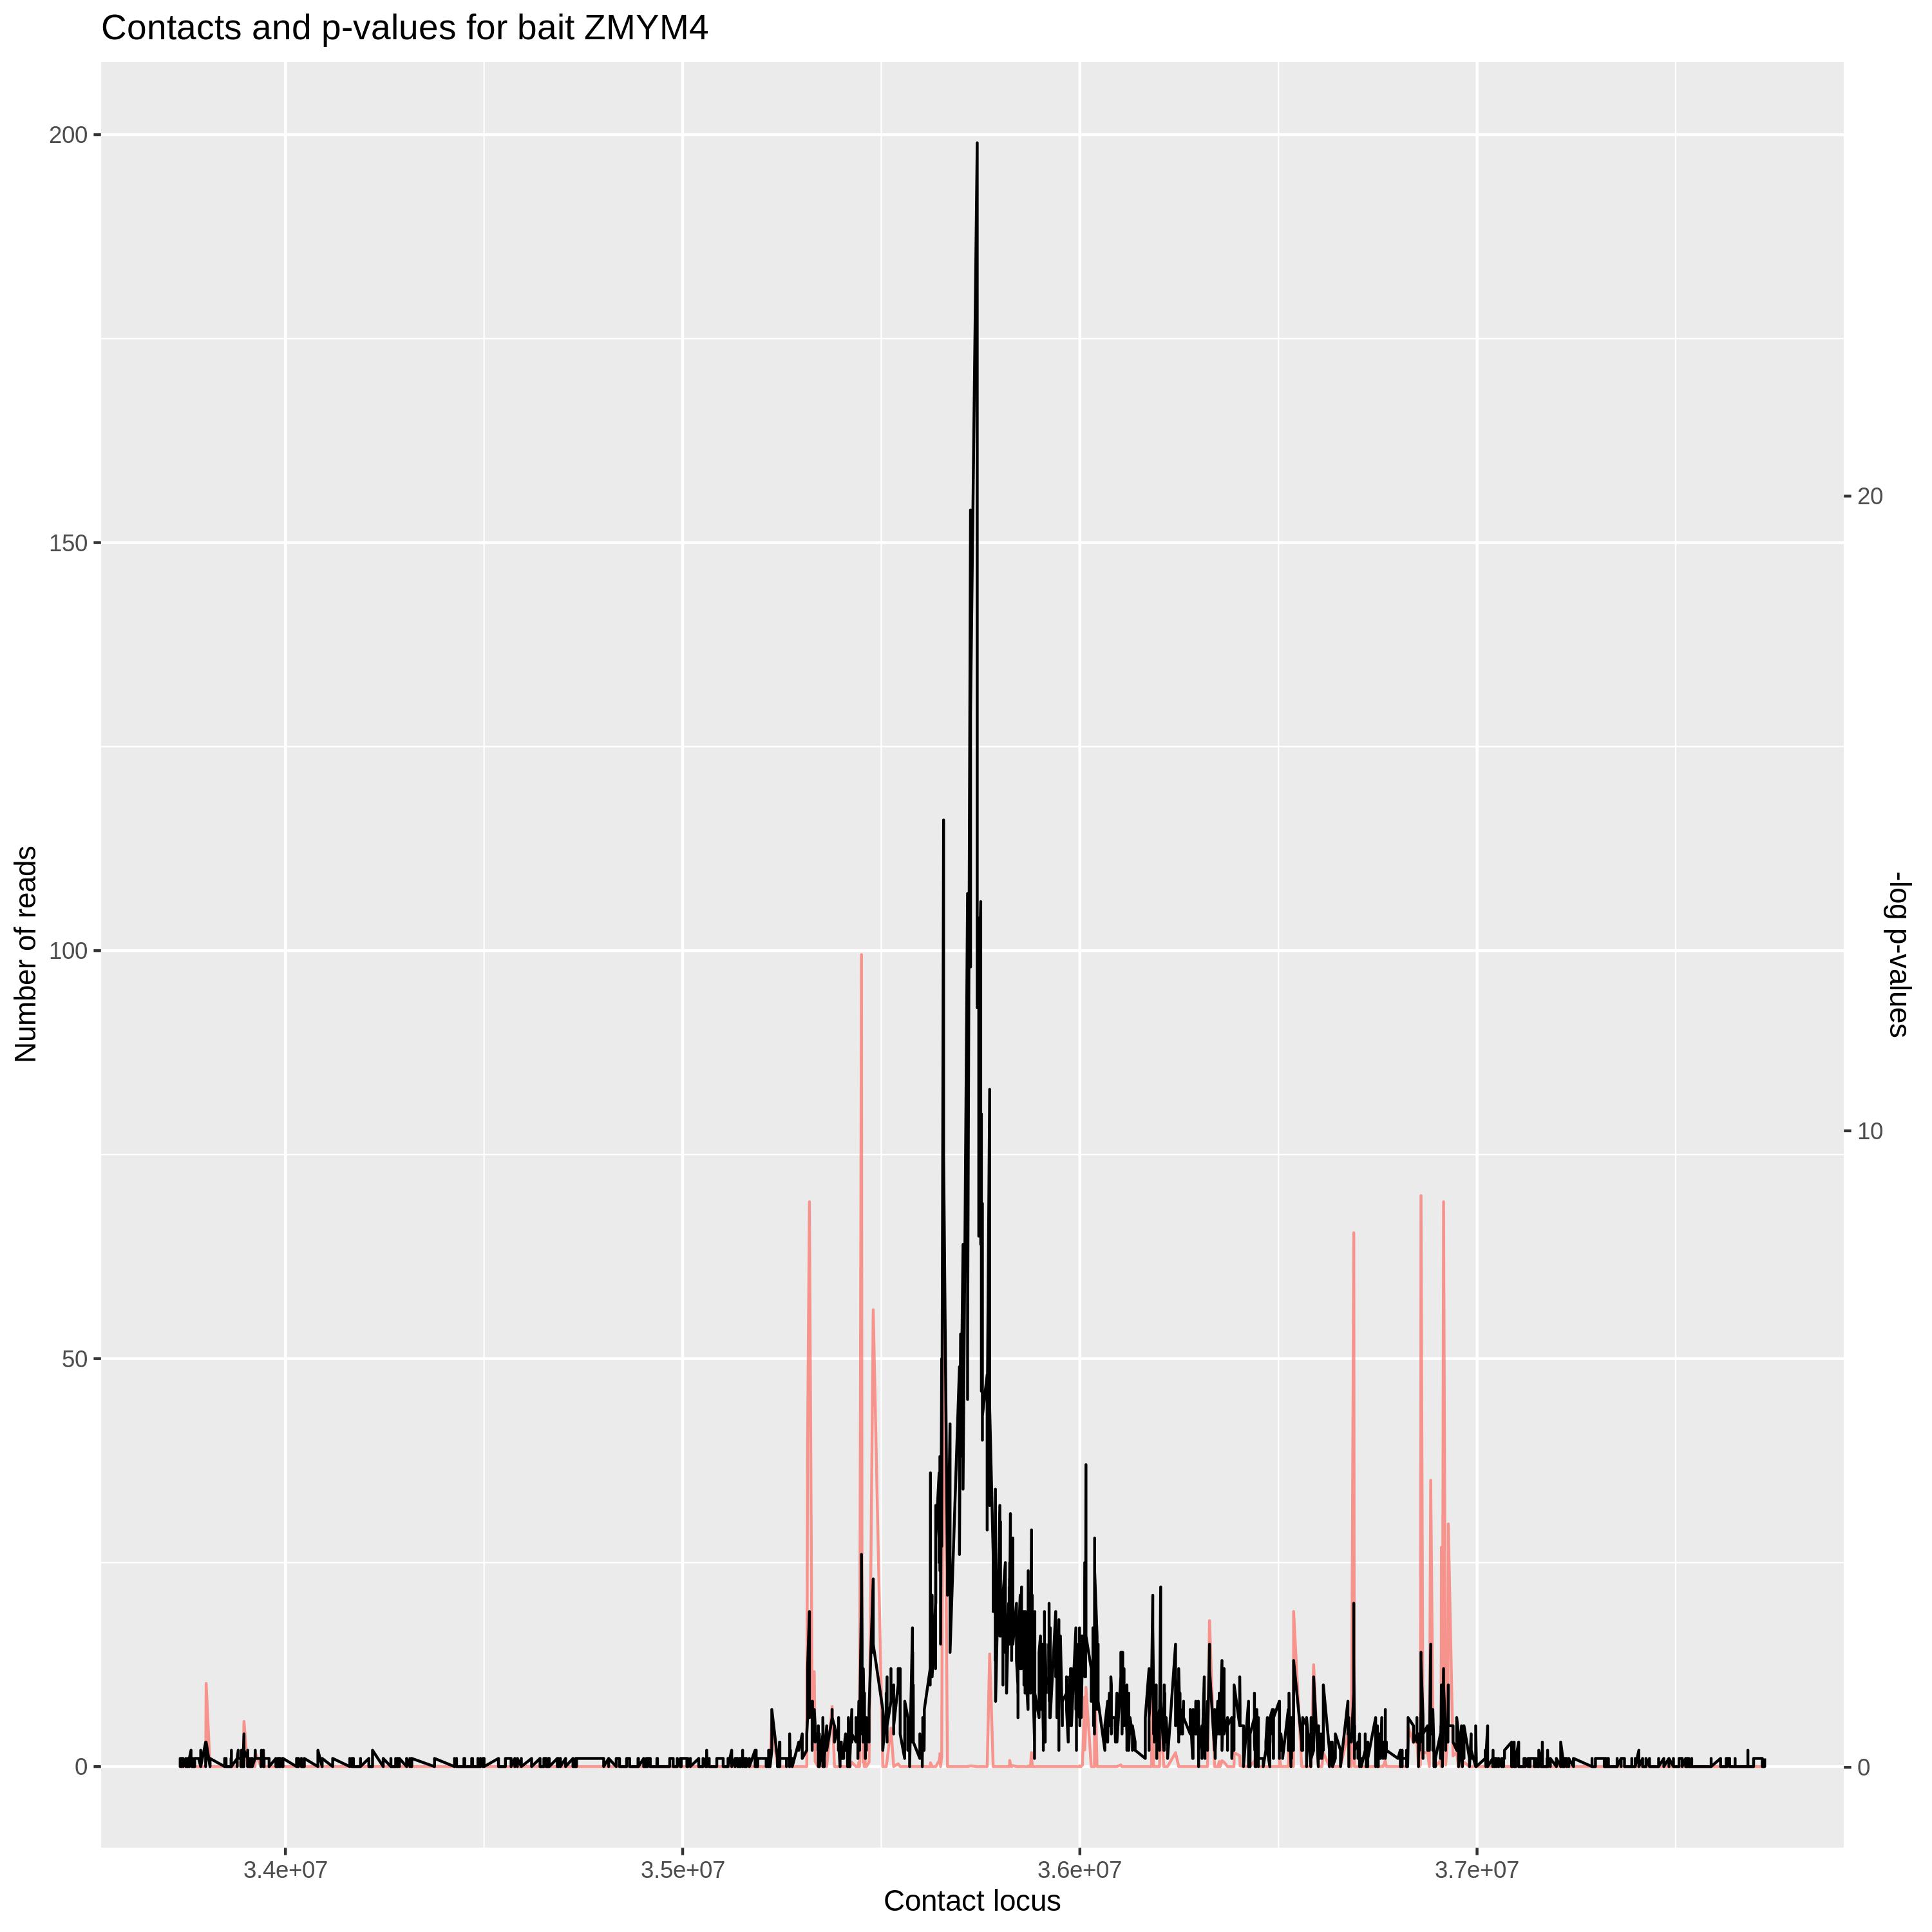 Contacts and p-values for bait ZMYM4
200
150
100
50
0
Number of reads
20
10
0
-log p-values
3.4e+07
3.5e+07
3.6e+07
3.7e+07
Contact locus